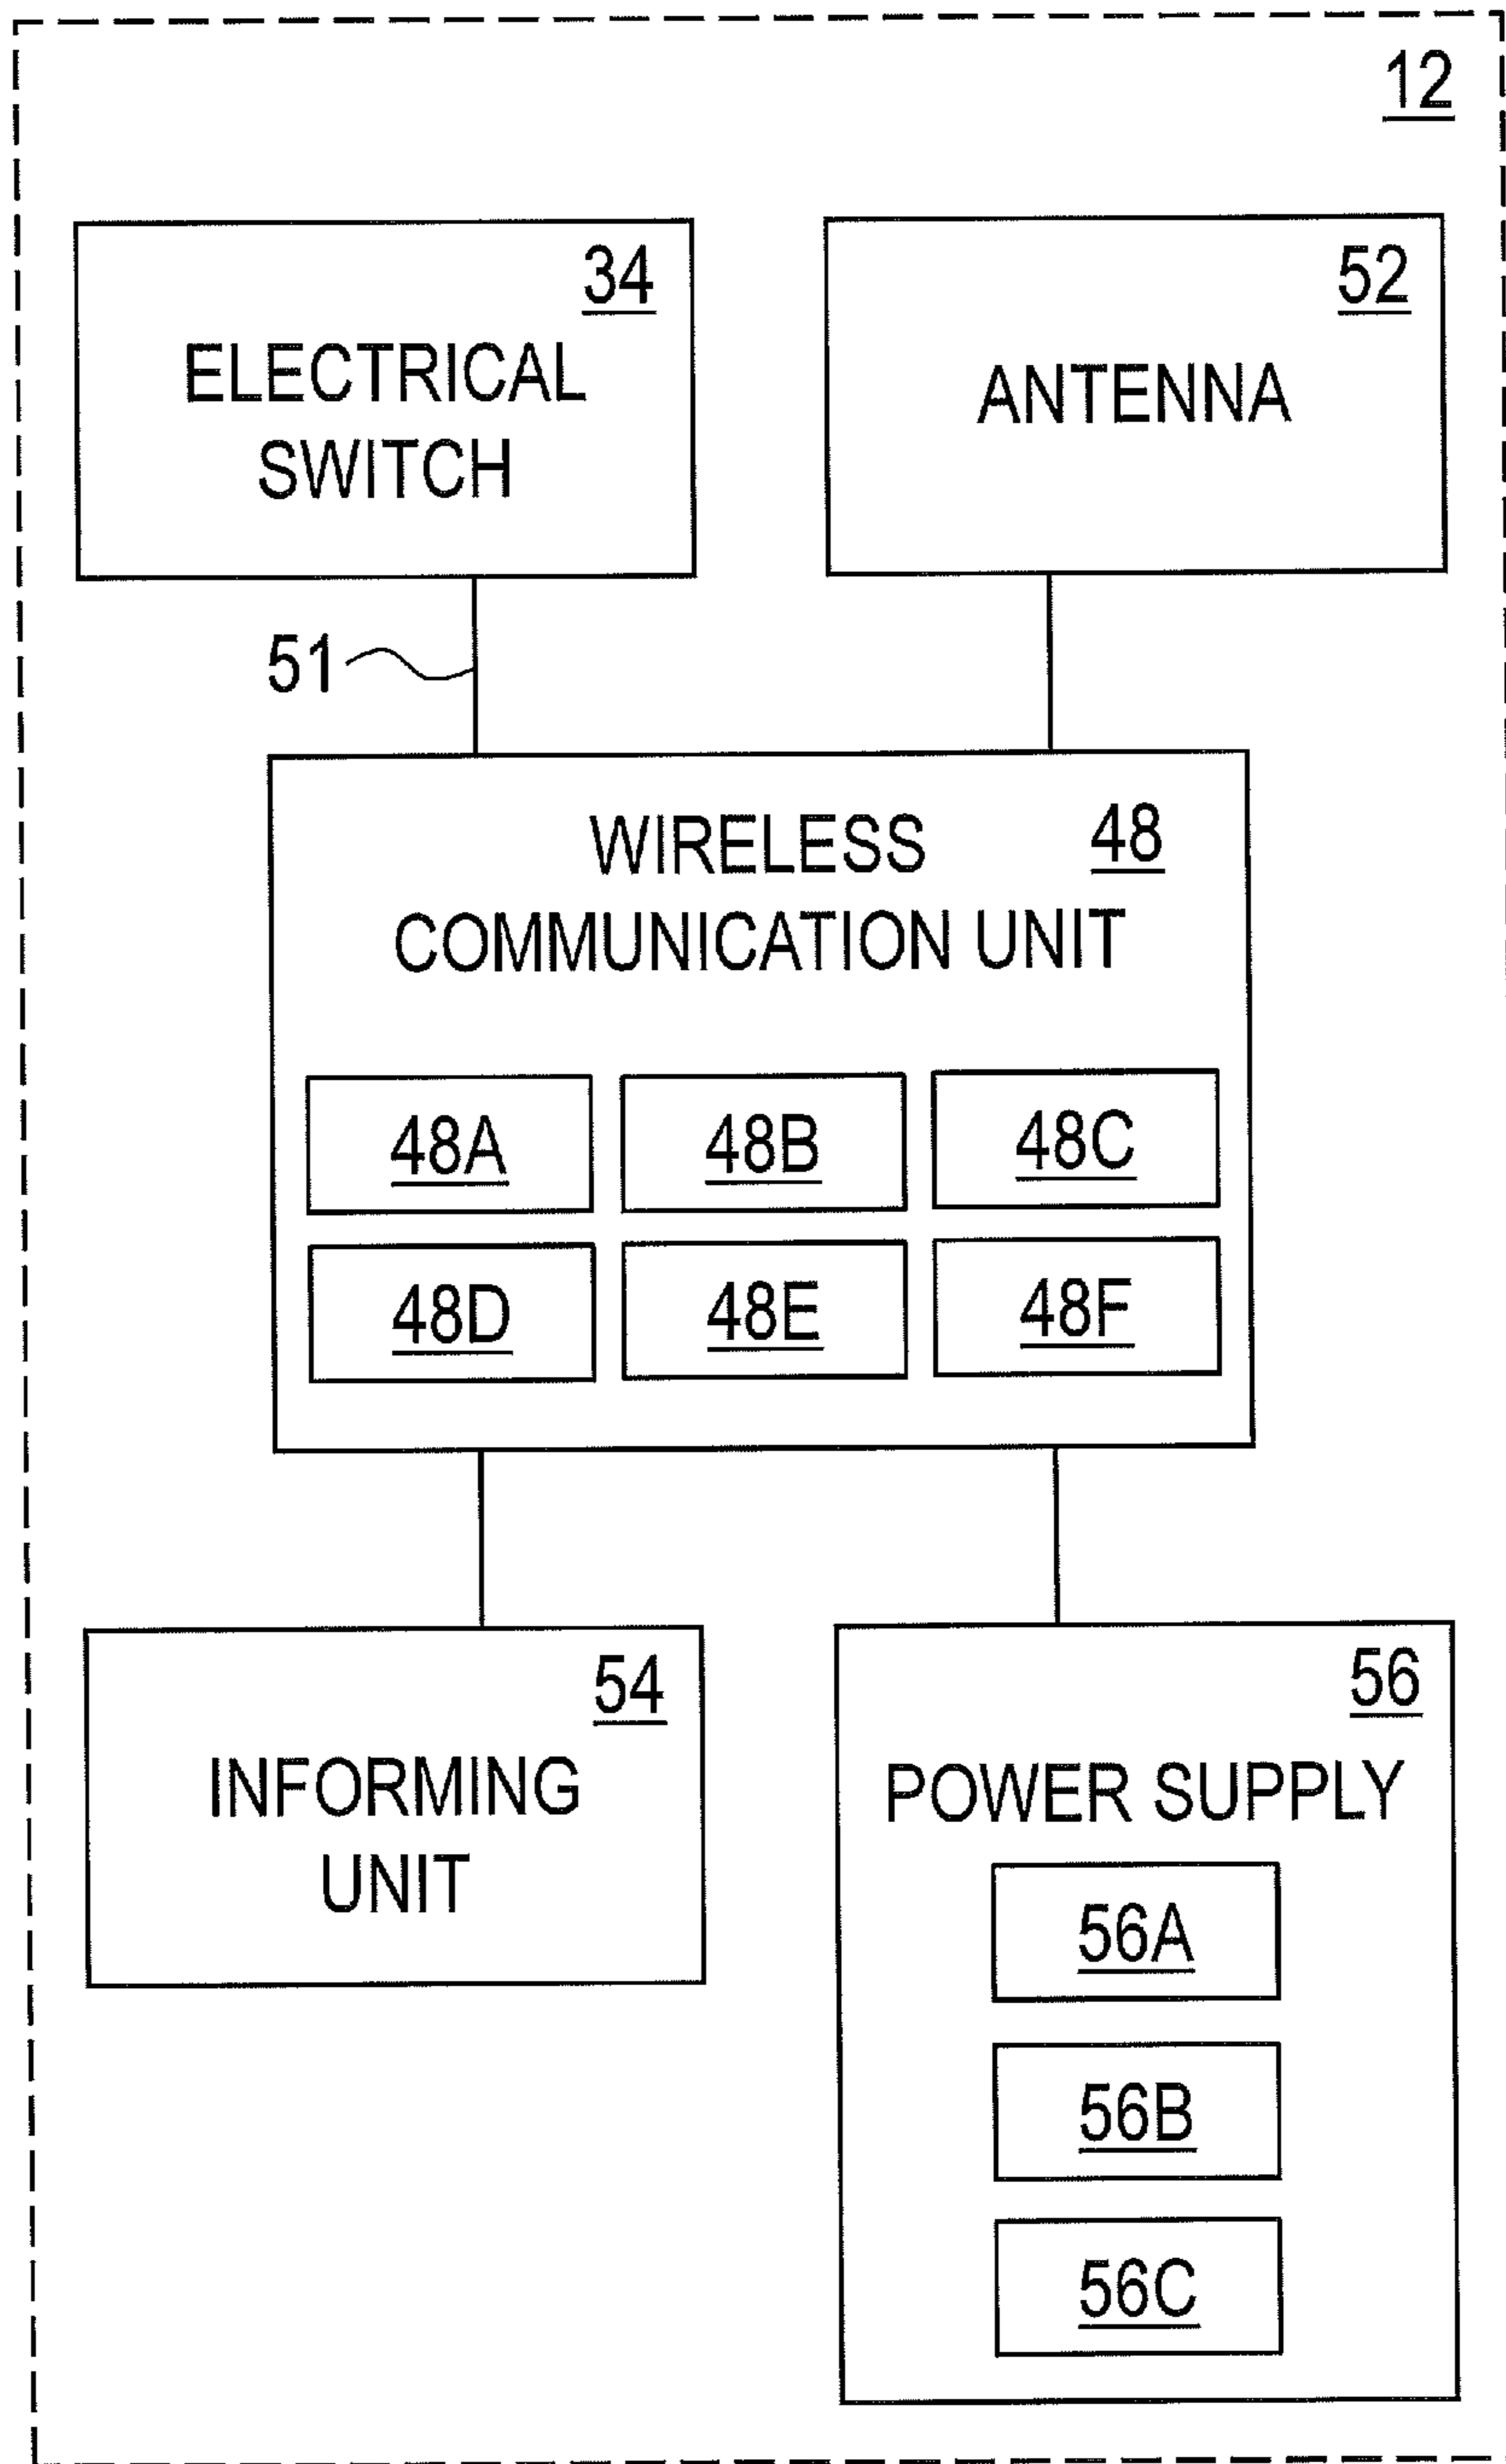 12
34
ELECTRICAL
SWITCH
52
ANTENNA
51
WIRELESS 48
COMMUNICATION UNIT
48A 48B 48C
48D 48E 48F
54
INFORMING
UNIT
56
POWER SUPPLY
56A
56B
56C